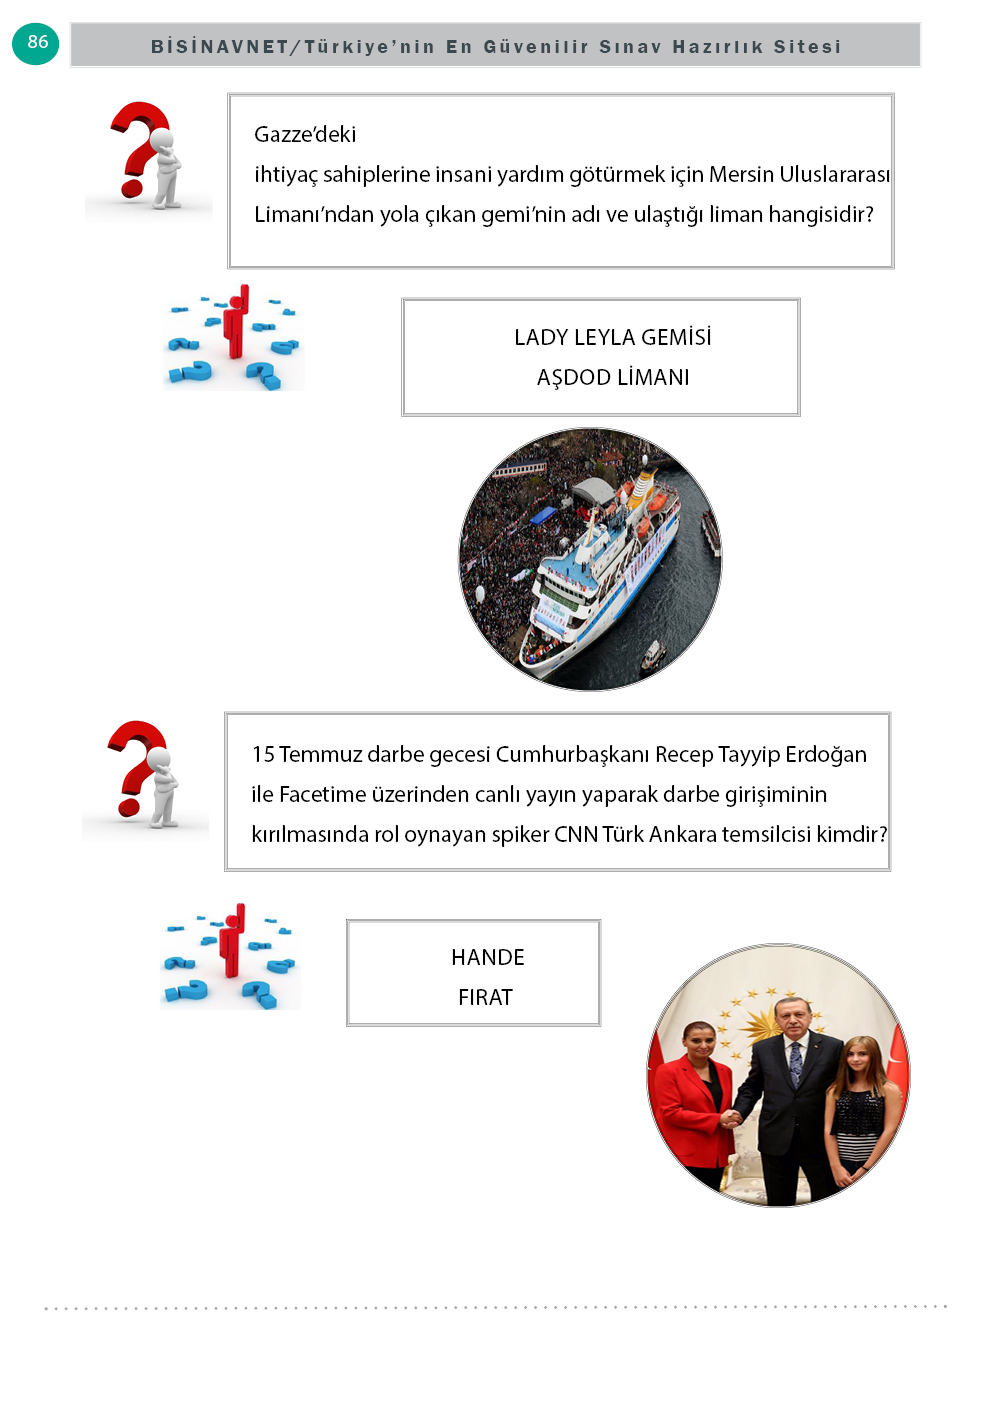 86
BİSİNAVNET/Türkiye’nin En Güvenilir Sınav Hazırlık Sitesi
Gazze’deki
ihtiyaç sahiplerine insani yardım götürmek için Mersin Uluslararası
Limanı’ndan yola çıkan gemi’nin adı ve ulaştığı liman hangisidir?
LADY LEYLA GEMİSİ
AŞDOD LİMANI
15 Temmuz darbe gecesi Cumhurbaşkanı Recep Tayyip Erdoğan
ile Facetime üzerinden canlı yayın yaparak darbe girişiminin
kırılmasında rol oynayan spiker CNN Türk Ankara temsilcisi kimdir?
HANDE
FIRAT